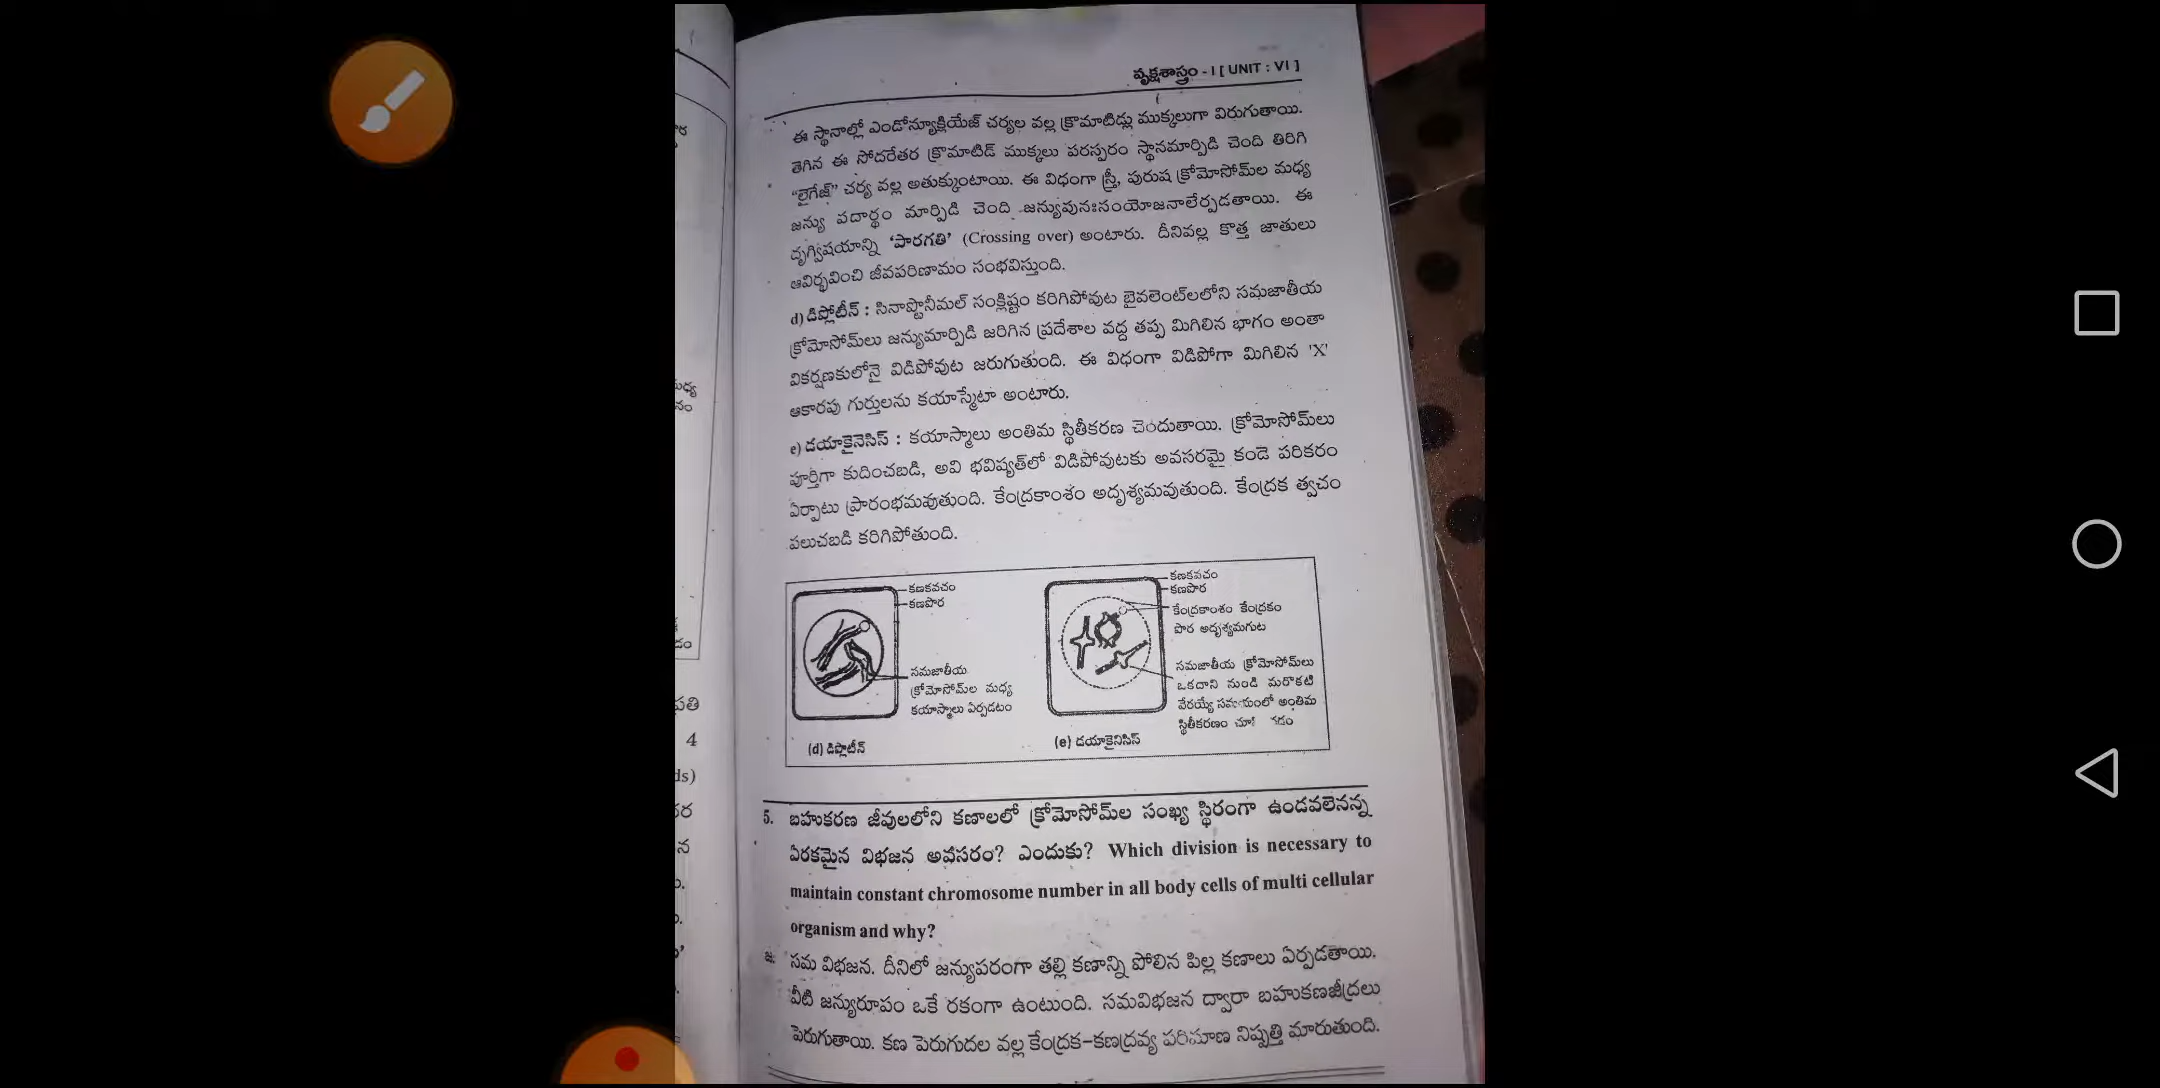 వృక్షశాస్త్రం - I [ UNIT : VI ]
ఈ స్థానాల్లో ఎండోన్యూక్లియేజ్ చర్యల వల్ల క్రొమాటిడ్లు ముక్కలుగా విరుగుతాయి.
తెగిన ఈ సోదరేతర క్రొమాటిడ్ ముక్కలు పరస్పరం స్థానమార్పిడి చెంది తిరిగి
“లైగేజ్” చర్య వల్ల అతుక్కుంటాయి. ఈ విధంగా స్త్రీ, పురుష క్రోమోసోమ్‌ల మధ్య
జన్యు పదార్థం మార్పిడి చెంది జన్యుపునఃసంయోజనాలేర్పడతాయి. ఈ
దృగ్విషయాన్ని ‘పారగతి’ (Crossing over) అంటారు. దీనివల్ల కొత్త జాతులు
ఆవిర్భవించి జీవపరిణామం సంభవిస్తుంది.
d) డిప్లోటీన్ : సినాప్టొనీమల్ సంక్లిష్టం కరిగిపోవుట బైవలెంట్‌లలోని సమజాతీయ
క్రోమోసోమ్‌లు జన్యుమార్పిడి జరిగిన ప్రదేశాల వద్ద తప్ప మిగిలిన భాగం అంతా
వికర్షణకులోనై విడిపోవుట జరుగుతుంది. ఈ విధంగా విడిపోగా మిగిలిన 'X'
ఆకారపు గుర్తులను కయాస్మేటా అంటారు.
e) డయాకైనెసిస్ : కయాస్మాలు అంతిమ స్థితీకరణ చెందుతాయి. క్రోమోసోమ్‌లు
పూర్తిగా కుదించబడి, అవి భవిష్యత్‌లో విడిపోవుటకు అవసరమై కండె పరికరం
ఏర్పాటు ప్రారంభమవుతుంది. కేంద్రకాంశం అదృశ్యమవుతుంది. కేంద్రక త్వచం
పలుచబడి కరిగిపోతుంది.
కణకవచం
కణపొర
సమజాతీయ
క్రోమోసోమ్‌ల మధ్య
కయాస్మాలు ఏర్పడటం
(d) డిప్లొటీన్
కణకవచం
కణపొర
కేంద్రకాంశం కేంద్రకం
పొర అదృశ్యమగుట
సమజాతీయ క్రోమోసోమ్‌లు
ఒకదాని నుండి మరొకటి
వేరయ్యే సమయంలో అంతిమ
స్థితీకరణం
(e) డయాకైనిసిస్
5. బహుకరణ జీవులలోని కణాలలో క్రోమోసోమ్‌ల సంఖ్య స్థిరంగా ఉండవలెనన్న
ఏరకమైన విభజన అవసరం? ఎందుకు? Which division is necessary to
maintain constant chromosome number in all body cells of multi cellular
organism and why?
జ. సమ విభజన. దీనిలో జన్యుపరంగా తల్లి కణాన్ని పోలిన పిల్ల కణాలు ఏర్పడతాయి.
వీటి జన్యురూపం ఒకే రకంగా ఉంటుంది. సమవిభజన ద్వారా బహుకణజీవ్రలు
పెరుగుతాయి. కణ పెరుగుదల వల్ల కేంద్రక-కణద్రవ్య పరిమాణ నిష్పత్తి మారుతుంది.